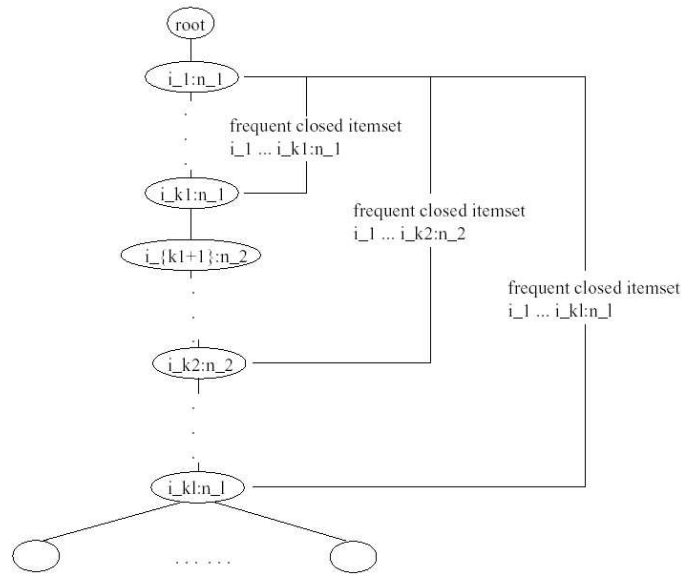 root
i_1:n_1
frequent closed itemset
i_1 ... i_k1:n_1
i_k1:n_1
frequent closed itemset
i_1 ... i_k2:n_2
i_{k1+1}:n_2
frequent closed itemset
i_1 ... i_kl:n_l
i_k2:n_2
i_kl:n_l
... ...